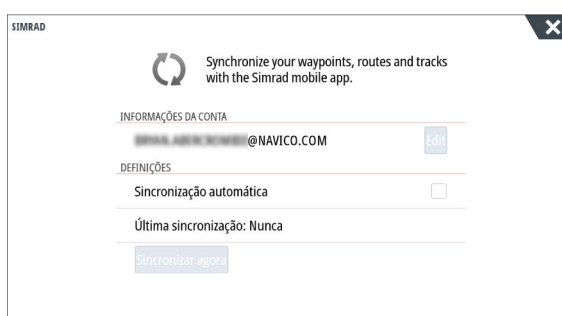 SIMRAD
Synchronize your waypoints, routes and tracks
with the Simrad mobile app.
INFORMAÇÕES DA CONTA
@NAVICO.COM
Edit
DEFINIÇÕES
Sincronização automática
Última sincronização: Nunca
Sincronizar agora